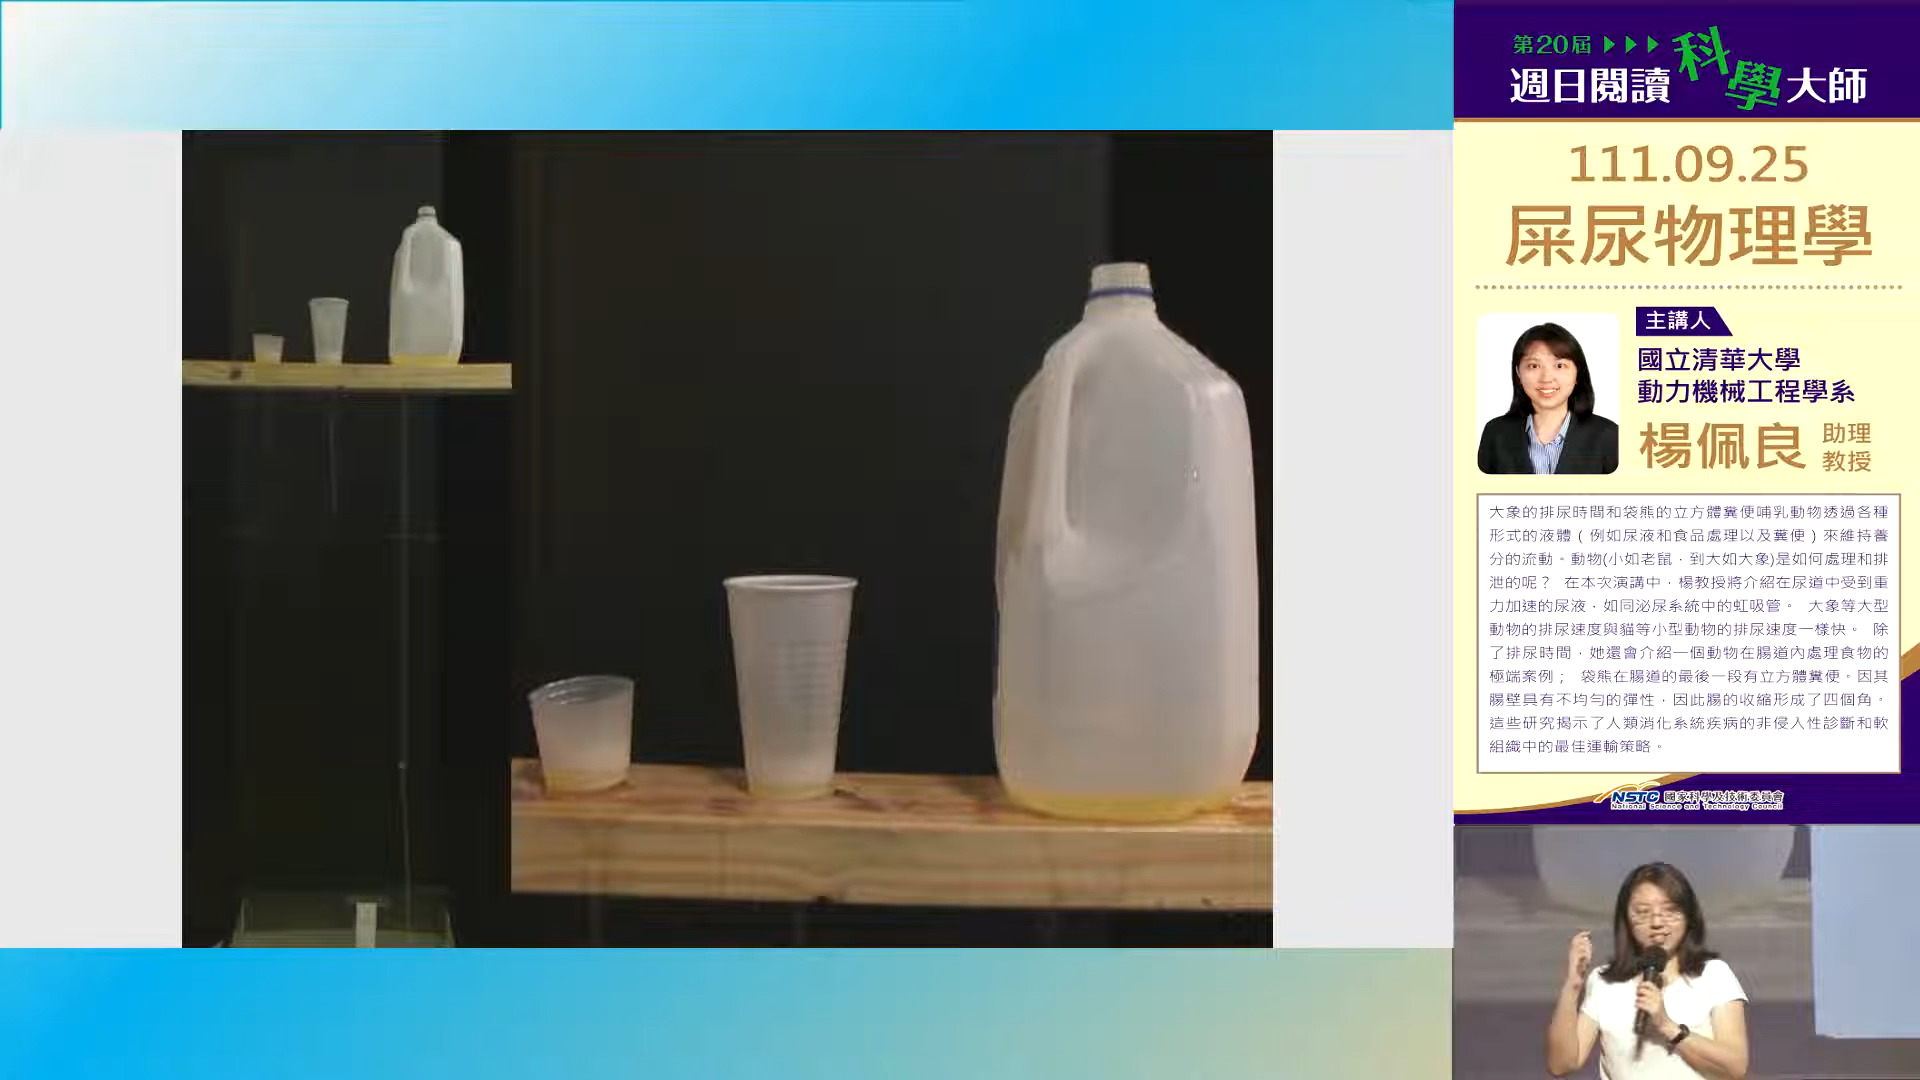 第20屆
科學
週日閱讀 大師
111.09.25
屎尿物理學
主講人
國立清華大學
動力機械工程學系
楊佩良 助理
教授
大象的排尿時間和袋熊的立方體糞便哺乳動物透過各種
形式的液體(例如尿液和食品處理以及糞便)來維持養
分的流動。動物(小如老鼠，到大如大象)是如何處理和排
泄的呢？ 在本次演講中，楊教授將介紹在尿道中受到重
力加速的尿液，如同泌尿系統中的虹吸管。 大象等大型
動物的排尿速度與貓等小型動物的排尿速度一樣快。 除
了排尿時間，她還會介紹一個動物在腸道內處理食物的
極端案例； 袋熊在腸道的最後一段有立方體糞便。因其
腸壁具有不均勻的彈性，因此腸的收縮形成了四個角。
這些研究揭示了人類消化系統疾病的非侵入性診斷和軟
組織中的最佳運輸策略。
NSTC 國家科學及技術委員會
National Science and Technology Council